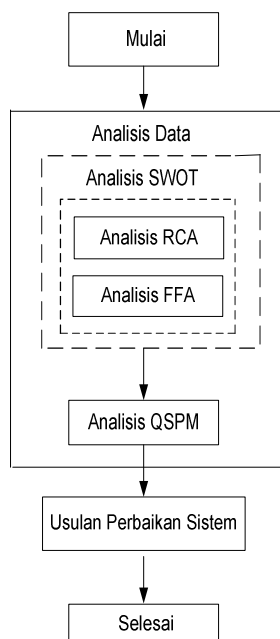 Mulai
Analisis Data
Analisis SWOT
Analisis RCA
Analisis FFA
Analisis QSPM
Usulan Perbaikan Sistem
Selesai